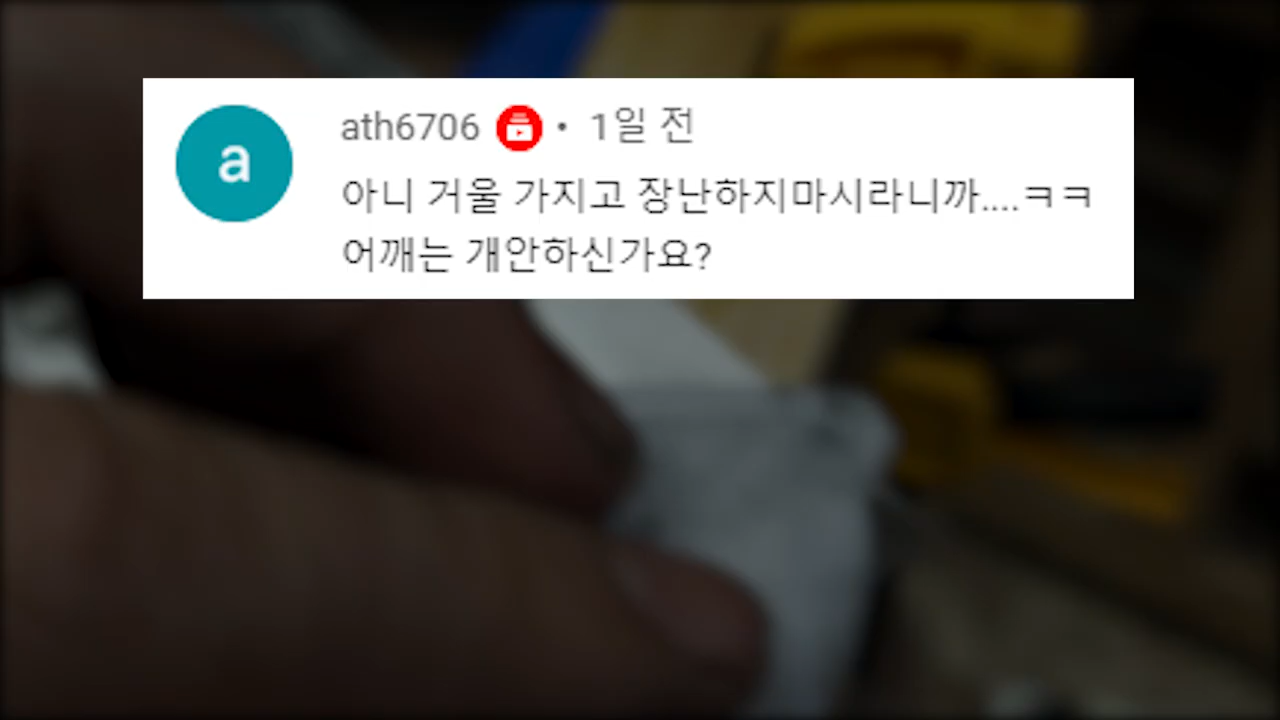 a
ath6706 • 1일 전
아니 거울 가지고 장난하지마시라니까....ㅋㅋ
어깨는 개안하신가요?